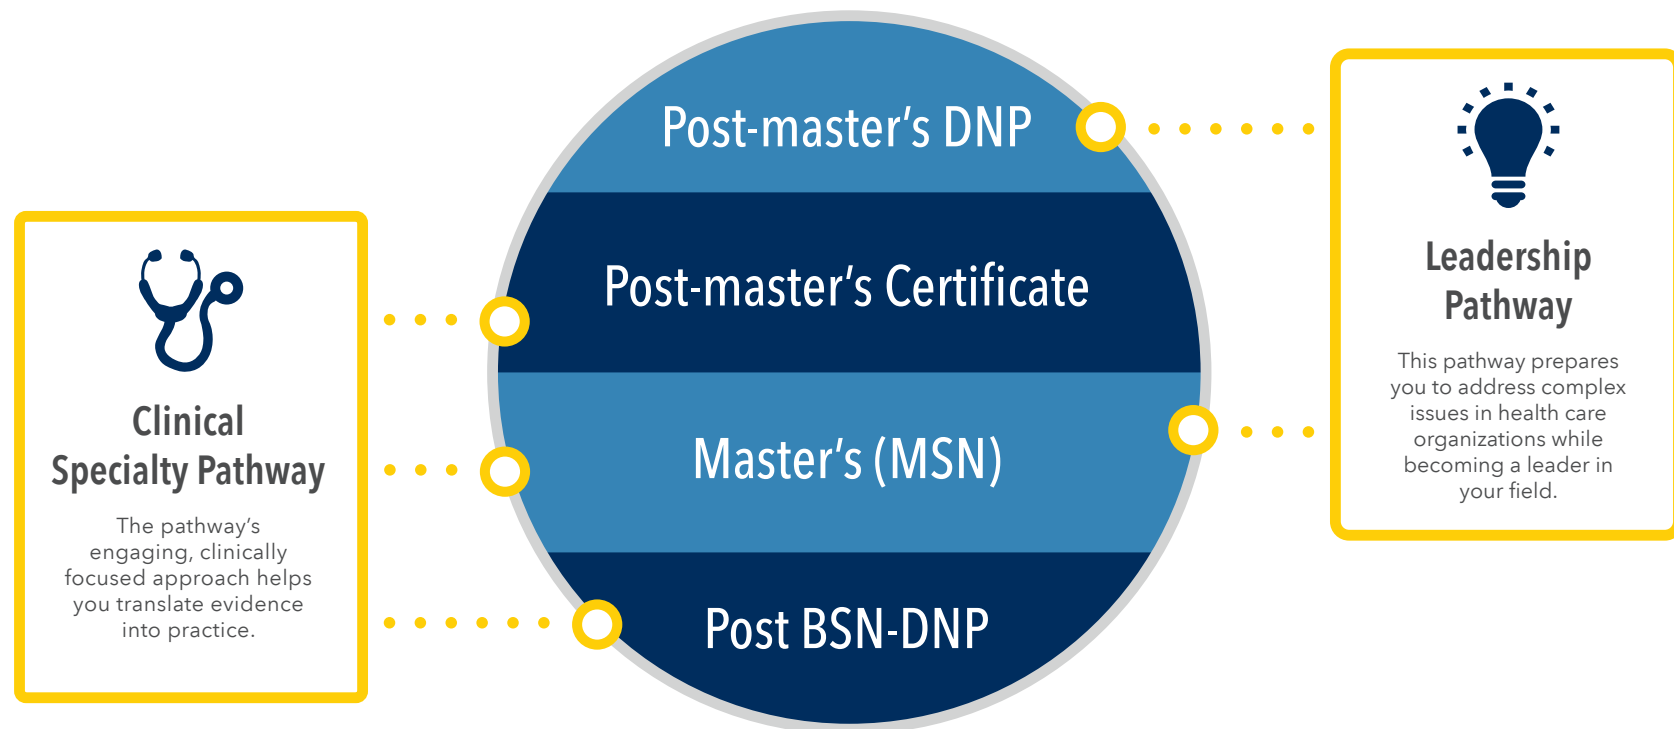 Post-master’s DNP
Post-master’s Certificate
Master’s (MSN)
Post BSN-DNP
Clinical
Specialty Pathway
The pathway’s
engaging, clinically
focused approach helps
you translate evidence
into practice.
Leadership
Pathway
This pathway prepares
you to address complex
issues in health care
organizations while
becoming a leader in
your field.